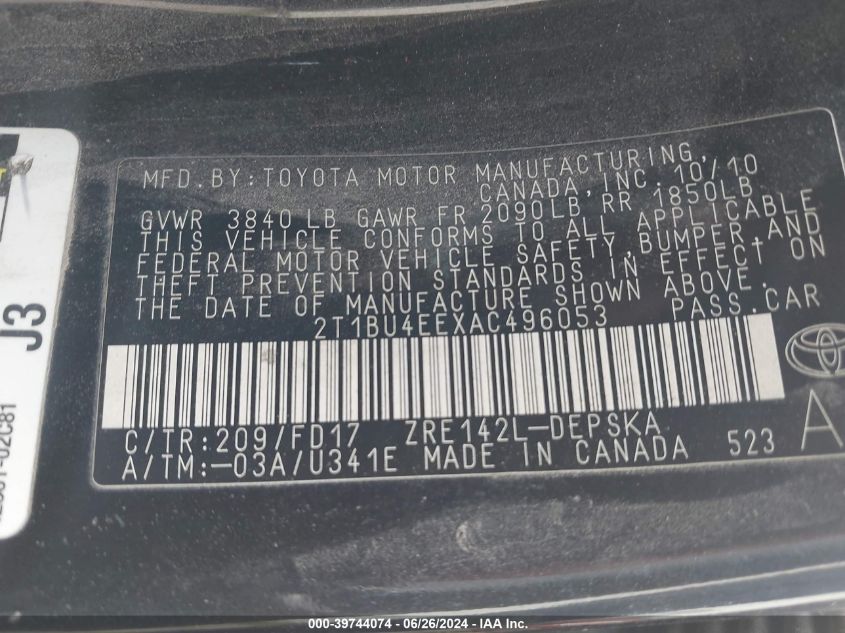 MFD.BY:TOYOTA MOTOR MANUFACTURING,
CANADA, INC. 10/10
GVWR 3840 LB GAWR FR 2090LB RR 1850LB
THIS VEHICLE CONFORMS TO ALL APPLICABLE
FEDERAL MOTOR VEHICLE SAFETY, BUMPER AND
THEFT PREVENTION STANDARDS IN EFFECT ON
THE DATE OF MANUFACTURE SHOWN ABOVE.
2T1BU4EEXAC496053 PASS.CAR
C/TR:209/FD17 ZRE142L-DEPSKA
A/TM:-03A/U341E MADE IN CANADA 523 A
J3
000-39744074 - 06/26/2024 - IAA Inc.